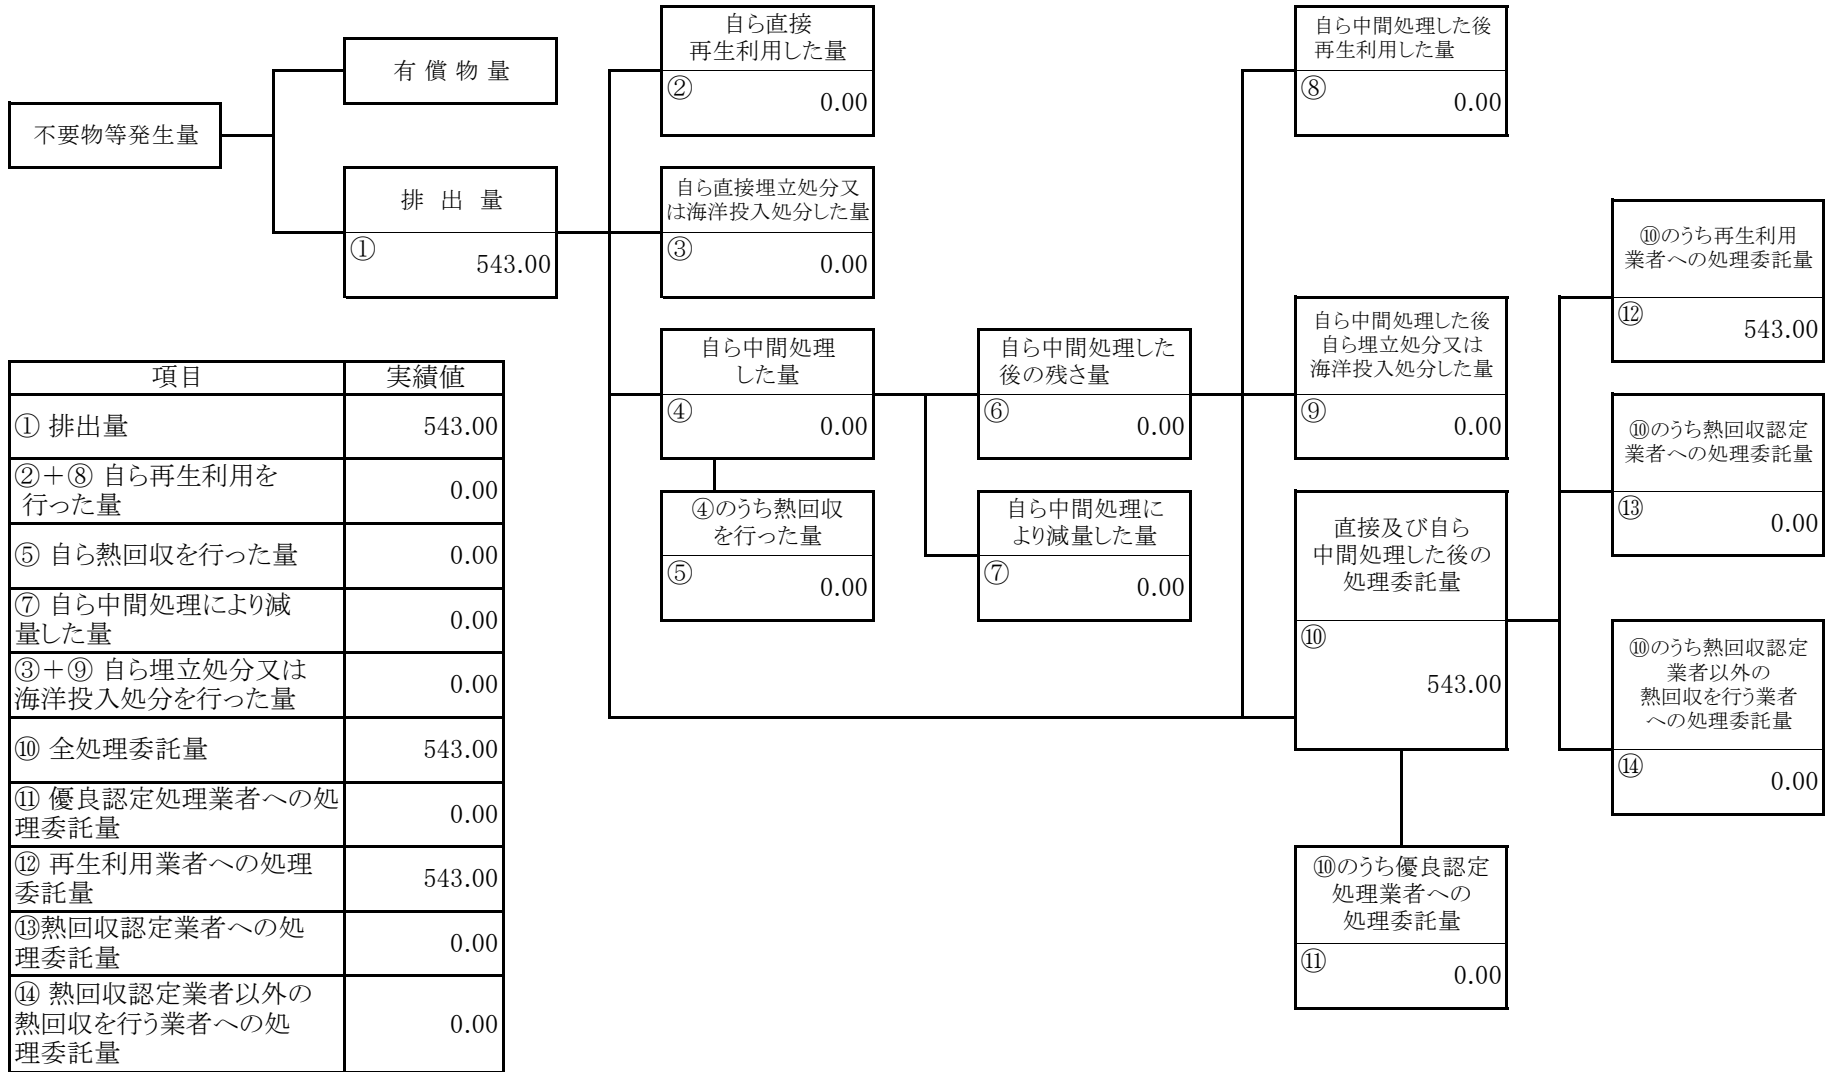 不要物等発生量
有 償 物 量
排 出 量
①
543.00
自ら直接
再生利用した量
②
0.00
自ら直接埋立処分又
は海洋投入処分した量
③
0.00
自ら中間処理
した量
④
0.00
④のうち熱回収
を行った量
⑤
0.00
自ら中間処理した
後の残さ量
⑥
0.00
自ら中間処理に
より減量した量
⑦
0.00
自ら中間処理した後
再生利用した量
⑧
0.00
自ら中間処理した後
自ら埋立処分又は
海洋投入処分した量
⑨
0.00
直接及び自ら
中間処理した後の
処理委託量
⑩
543.00
⑩のうち優良認定
処理業者への
処理委託量
⑪
0.00
⑩のうち再生利用
業者への処理委託量
⑫
543.00
⑩のうち熱回収認定
業者への処理委託量
⑬
0.00
⑩のうち熱回収認定
業者以外の
熱回収を行う業者
への処理委託量
⑭
0.00
項目 実績値
① 排出量 543.00
②＋⑧ 自ら再生利用を
行った量 0.00
⑤ 自ら熱回収を行った量 0.00
⑦ 自ら中間処理により減
量した量 0.00
③＋⑨ 自ら埋立処分又は
海洋投入処分を行った量 0.00
⑩ 全処理委託量 543.00
⑪ 優良認定処理業者への処
理委託量 0.00
⑫ 再生利用業者への処理
委託量 543.00
⑬熱回収認定業者への処
理委託量 0.00
⑭ 熱回収認定業者以外の
熱回収を行う業者への処
理委託量 0.00